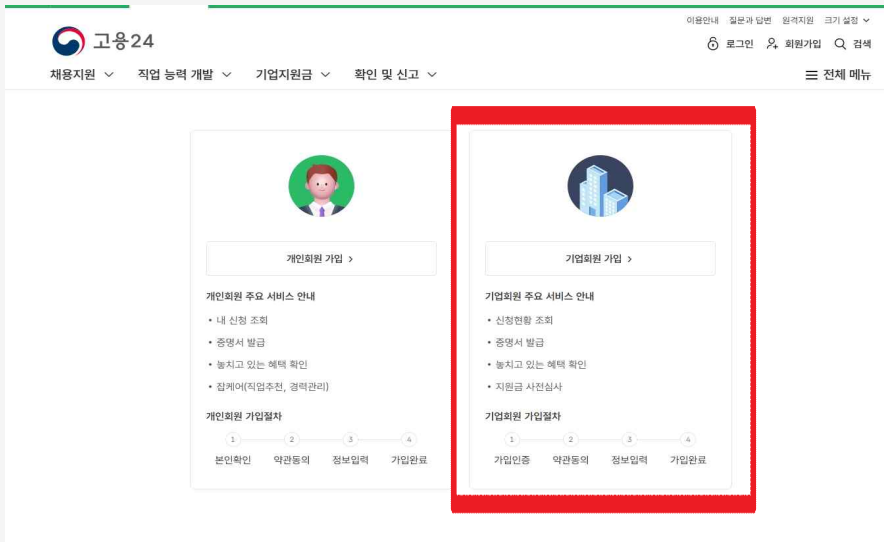 이용안내 질문과 답변 원격지원 크기 설정
고용24
로그인 회원가입 검색
채용지원 직업 능력 개발 기업지원금 확인 및 신고 전체 메뉴
개인회원 가입 >
개인회원 주요 서비스 안내
• 내 신청 조회
• 증명서 발급
• 놓치고 있는 혜택 확인
• 잡케어(직업추천, 경력관리)
개인회원 가입절차
1 2 3 4
본인확인 약관동의 정보입력 가입완료
기업회원 가입 >
기업회원 주요 서비스 안내
• 신청현황 조회
• 증명서 발급
• 놓치고 있는 혜택 확인
• 지원금 사전심사
기업회원 가입절차
1 2 3 4
가입인증 약관동의 정보입력 가입완료